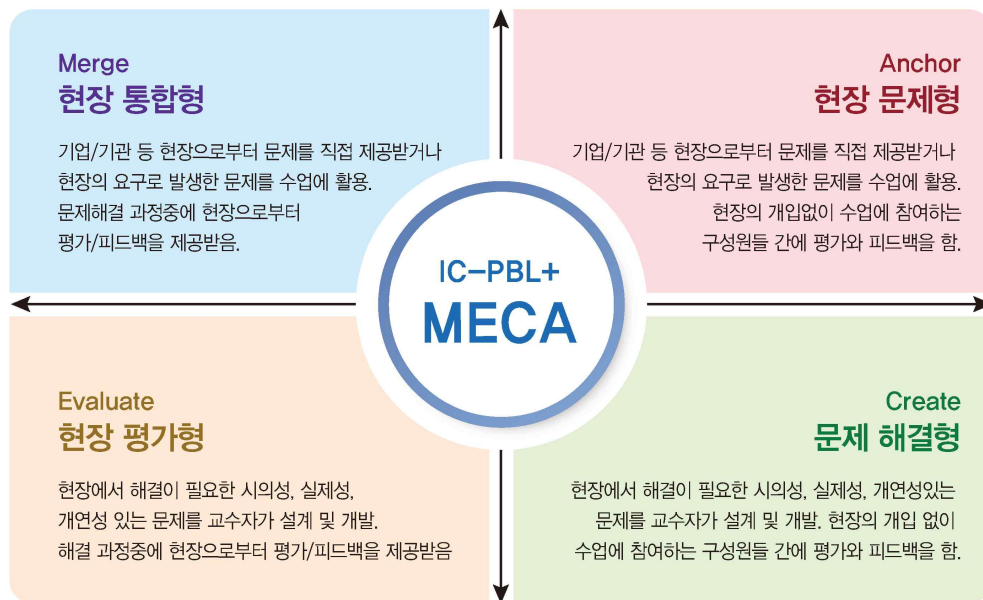 Merge
현장 통합형
기업/기관 등 현장으로부터 문제를 직접 제공받거나
현장의 요구로 발생한 문제를 수업에 활용.
문제해결 과정중에 현장으로부터
평가/피드백을 제공받음.
Anchor
현장 문제형
기업/기관 등 현장으로부터 문제를 직접 제공받거나
현장의 요구로 발생한 문제를 수업에 활용.
현장의 개입없이 수업에 참여하는
구성원들 간에 평가와 피드백을 함.
IC-PBL+
MECA
Evaluate
현장 평가형
현장에서 해결이 필요한 시의성, 실제성,
개연성 있는 문제를 교수자가 설계 및 개발.
해결 과정중에 현장으로부터 평가/피드백을 제공받음
Create
문제 해결형
현장에서 해결이 필요한 시의성, 실제성, 개연성있는
문제를 교수자가 설계 및 개발. 현장의 개입 없이
수업에 참여하는 구성원들 간에 평가와 피드백을 함.